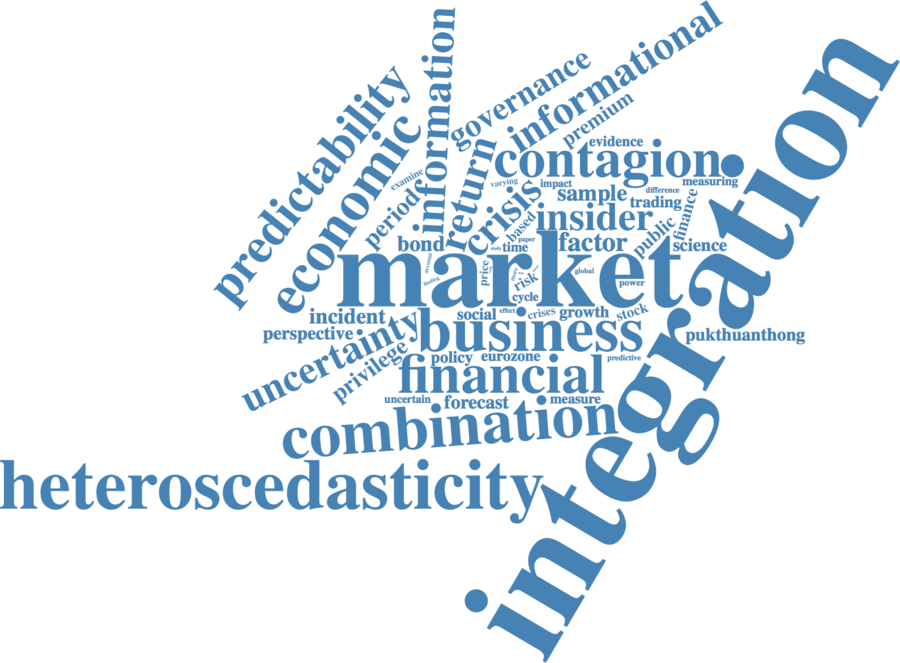 integration
market
heteroscedasticity
combination
contagion
business
financial
economic
predictability
information
informational
governance
premium
evidence
return
crisis
uncertainty
privilege
insider
factor
sample
trading
measuring
difference
impact
varying
examine
period
bond
based
paper
time
study
public
finance
science
global
power
risk
price
cycle
social
effect
crises
growth
stock
incident
perspective
policy
eurozone
predictive
pukthuanthong
uncertain
forecast
measure